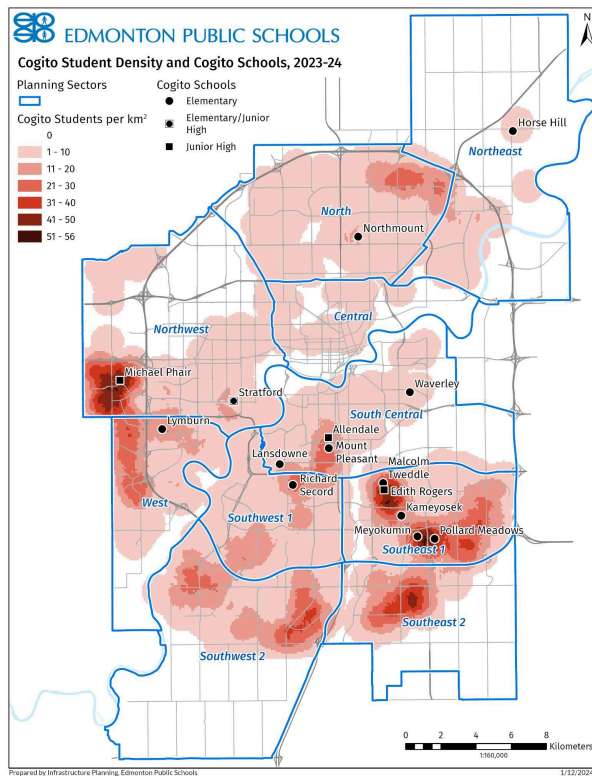 EDMONTON PUBLIC SCHOOLS
N
Cogito Student Density and Cogito Schools, 2023-24
Planning Sectors
Cogito Students per km²
0
1 - 10
11 - 20
21 - 30
31 - 40
41 - 50
51 - 56
Cogito Schools
Elementary
Elementary/Junior
High
Junior High
Horse Hill
Northeast
North
Northmount
Northwest
Central
Michael Phair
Stratford
Waverley
South Central
Lymburn
Allendale
Mount
Pleasant
Lansdowne
Malcolm
Tweddle
Richard
Secord
Edith Rogers
West
Kameyosek
Southwest 1
Meyokumin
Pollard Meadows
Southeast 1
Southeast 2
Southwest 2
0 2 4 6 8
Kilometers
1:160,000
Prepared by Infrastructure Planning, Edmonton Public Schools
1/12/2024